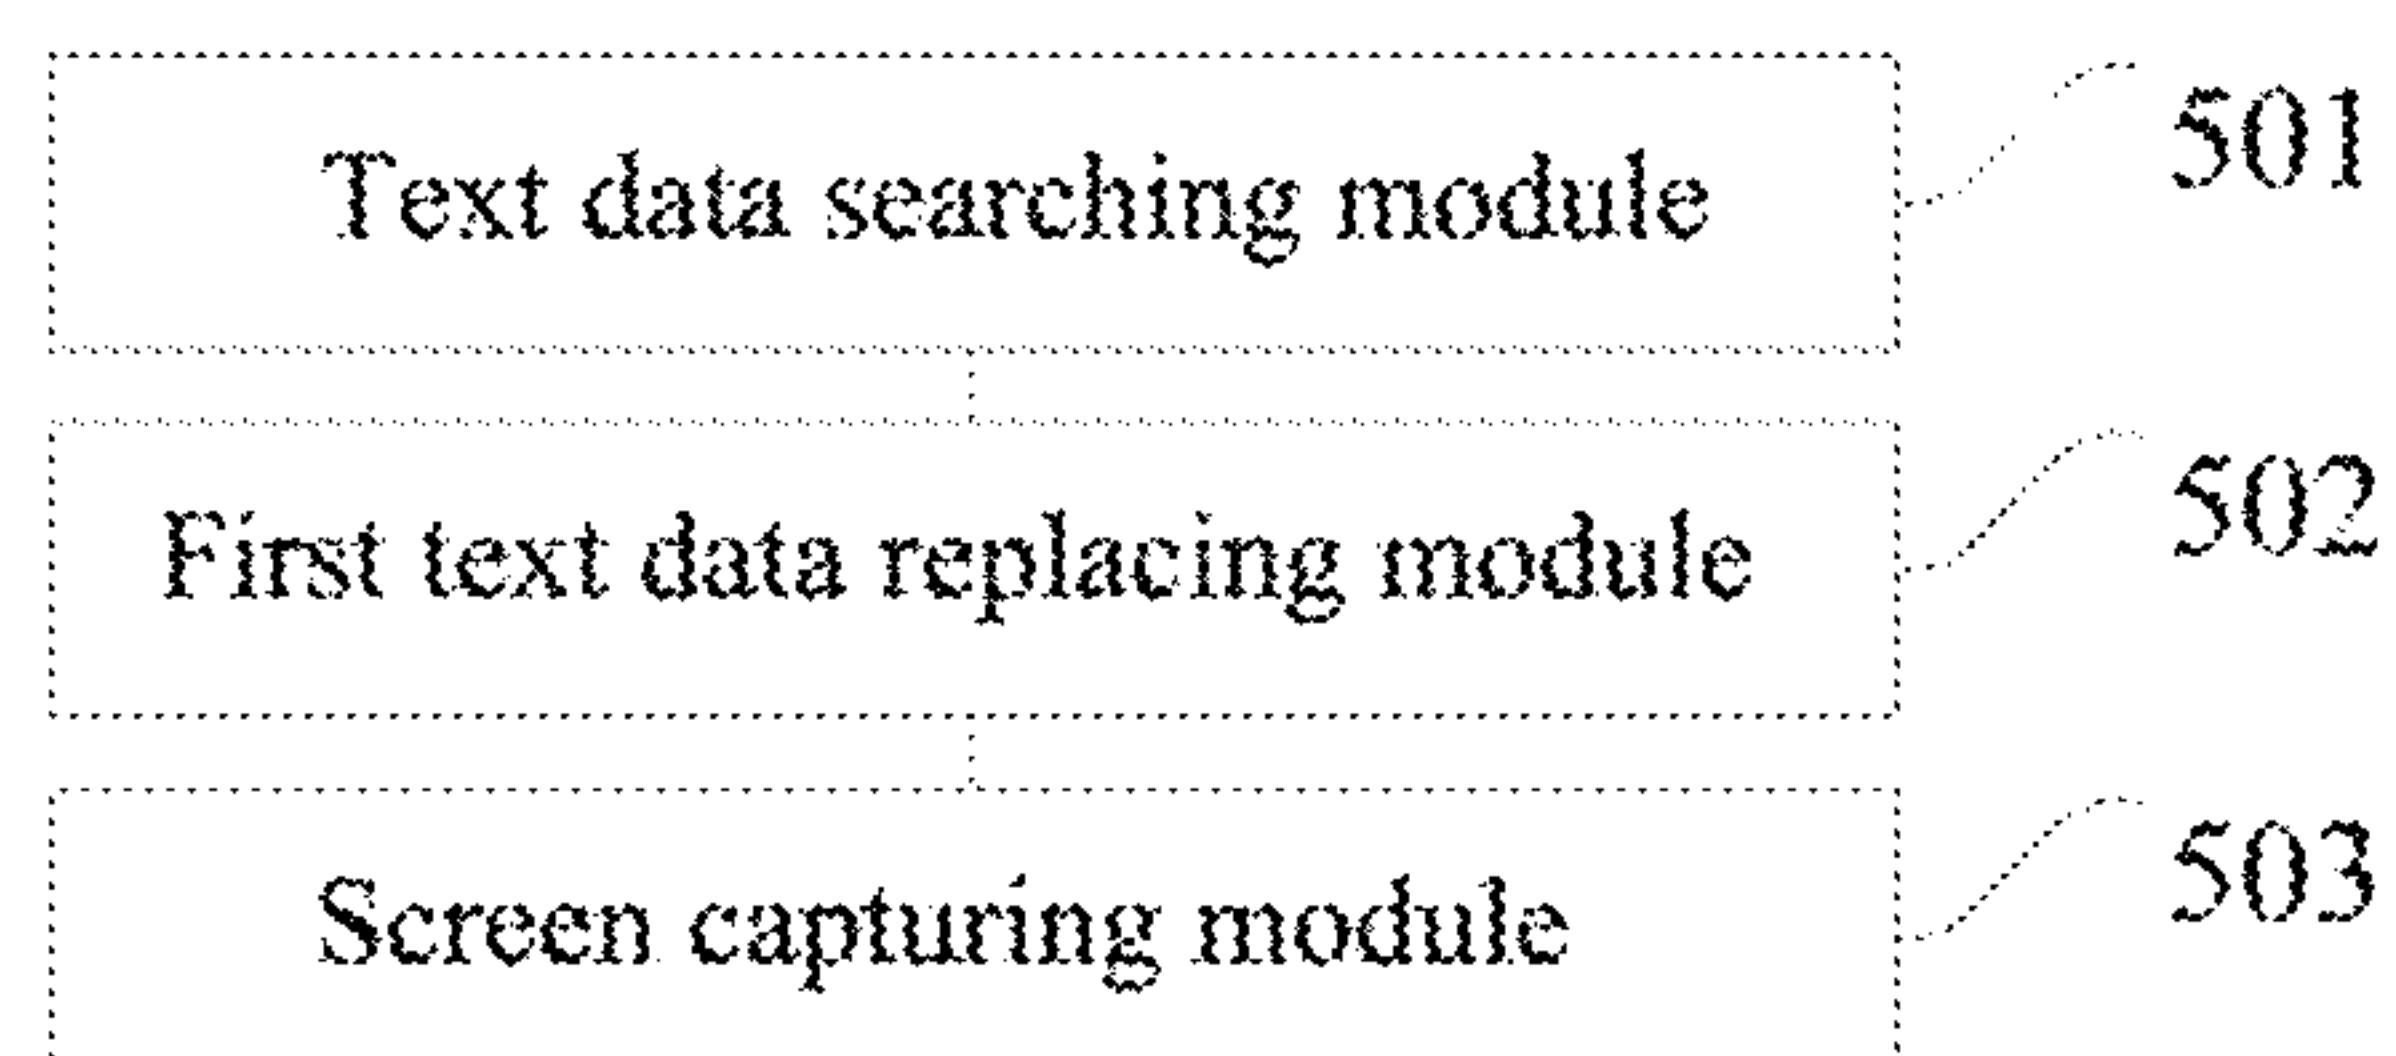 501
Text data searching module
502
First text data replacing module
503
Screen capturing module